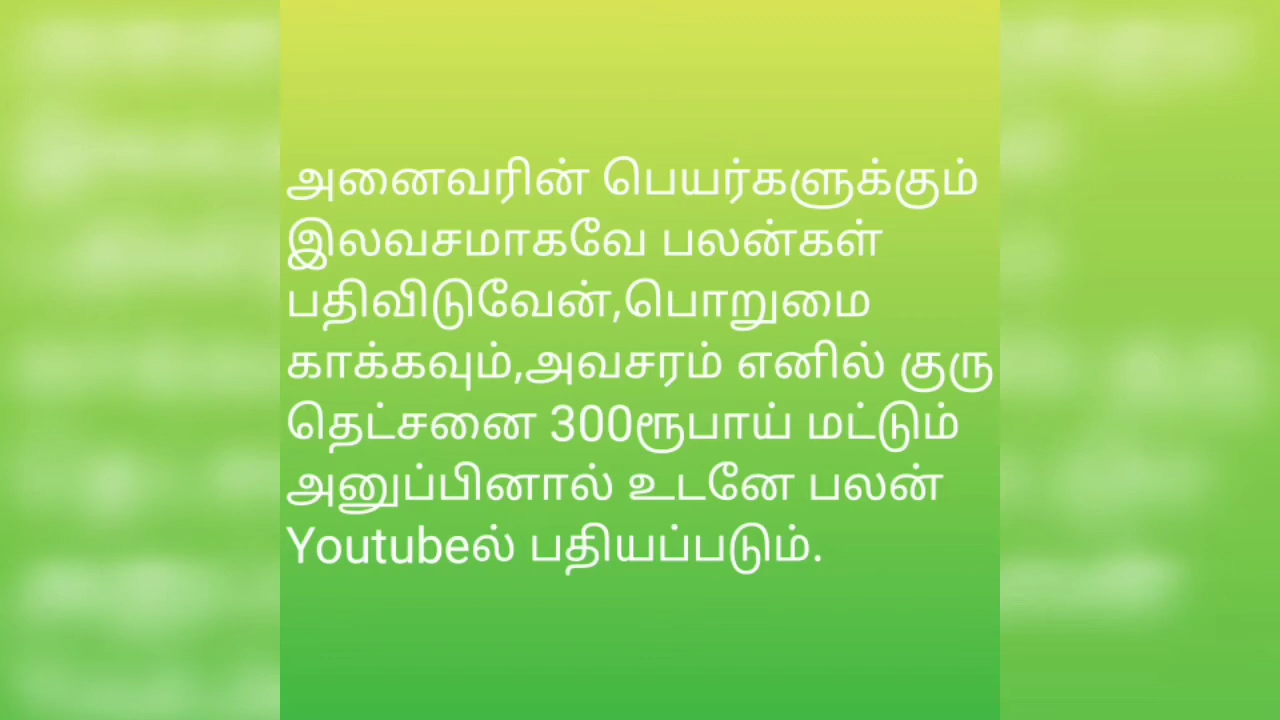 அனைவரின் பெயர்களுக்கும்
இலவசமாகவே பலன்கள்
பதிவிடுவேன்,பொறுமை
காக்கவும்,அவசரம் எனில் குரு
தெட்சனை 300ரூபாய் மட்டும்
அனுப்பினால் உடனே பலன்
Youtubeல் பதியப்படும்.